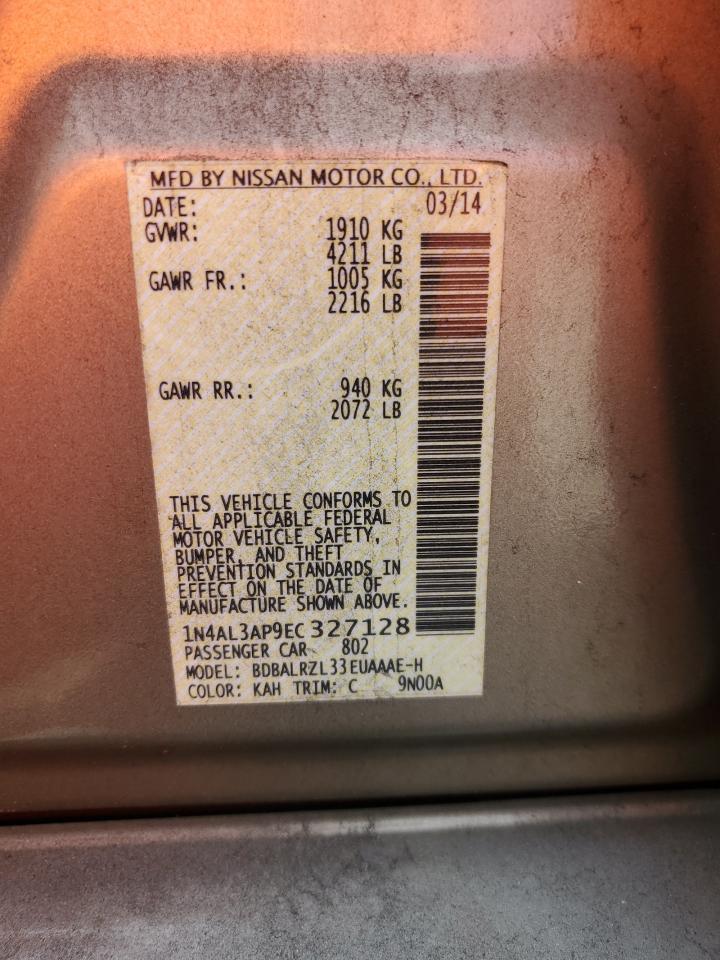 MFD BY NISSAN MOTOR CO., LTD.
DATE: 03/14
GVWR: 1910 KG
4211 LB
GAWR FR.: 1005 KG
2216 LB
GAWR RR.: 940 KG
2072 LB
THIS VEHICLE CONFORMS TO
ALL APPLICABLE FEDERAL
MOTOR VEHICLE SAFETY,
BUMPER, AND THEFT
PREVENTION STANDARDS IN
EFFECT ON THE DATE OF
MANUFACTURE SHOWN ABOVE.
1N4AL3AP9EC327128
PASSENGER CAR 802
MODEL: BDBALRZL33EUAAAE-H
COLOR: KAH TRIM: C 9N00A